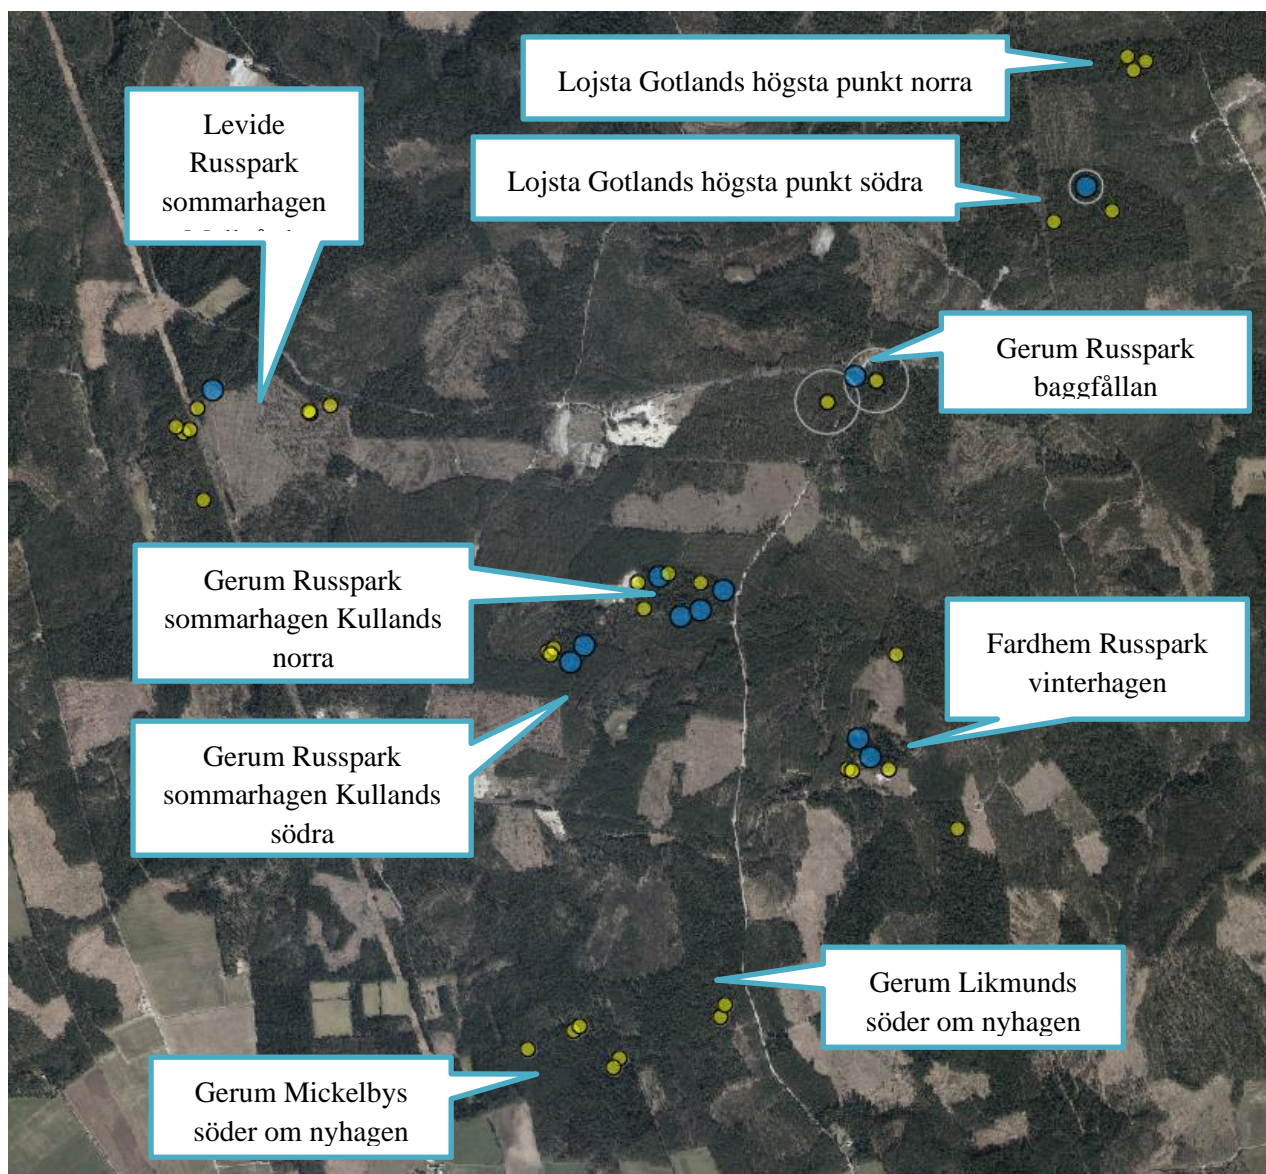 Lojsta Gotlands högsta punkt norra
Levide
Russpark
sommarhagen
Lojsta Gotlands högsta punkt södra
Gerum Russpark
baggfållan
Gerum Russpark
sommarhagen Kullands
norra
Fardhem Russpark
vinterhagen
Gerum Russpark
sommarhagen Kullands
södra
Gerum Likmunds
söder om nyhagen
Gerum Mickelbys
söder om nyhagen